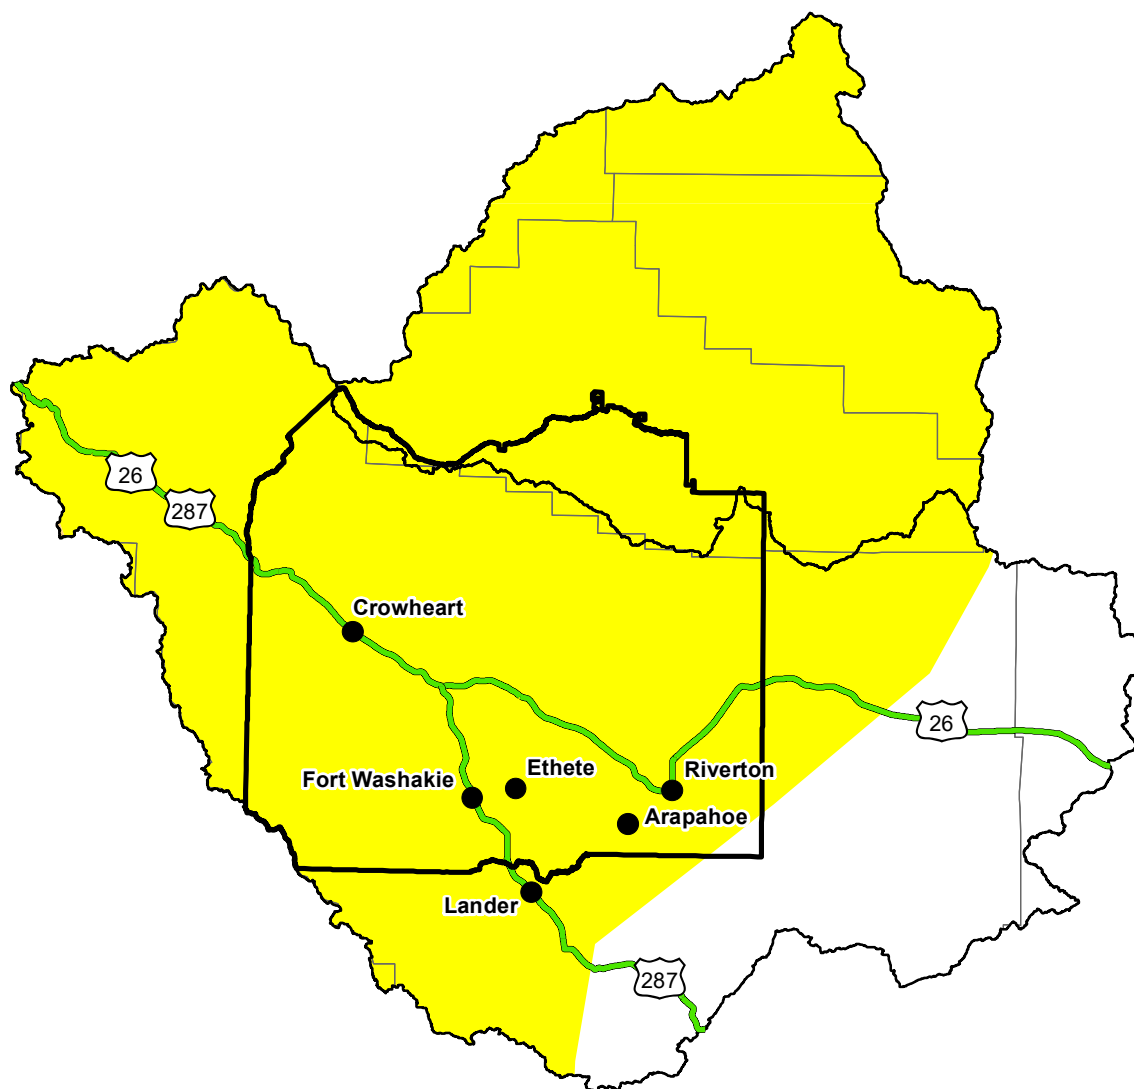 26
287
Crowheart
26
Ethete
Riverton
Fort Washakie
Arapahoe
Lander
287